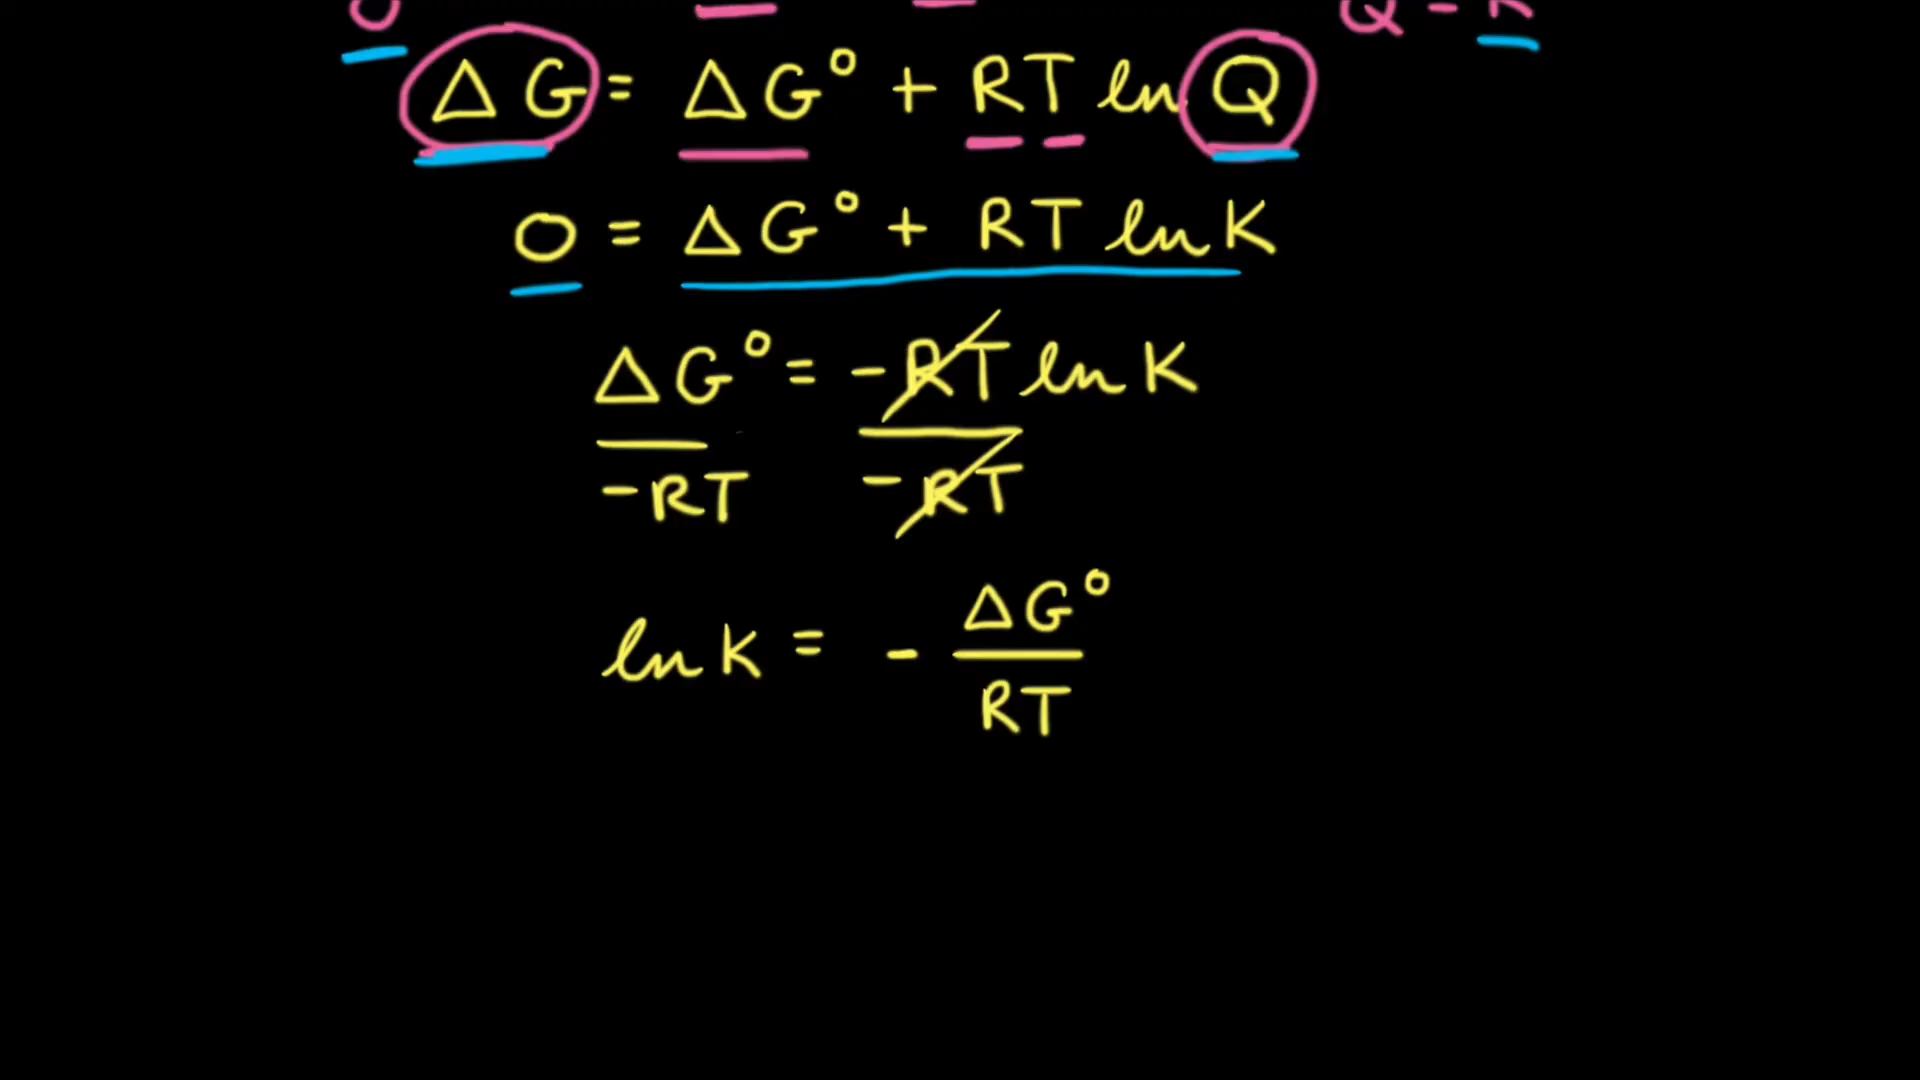 ΔG = ΔG° + RT ln Q
0 = ΔG° + RT ln K
ΔG° = -RT ln K
-RT -RT
ln K = - ΔG°
RT